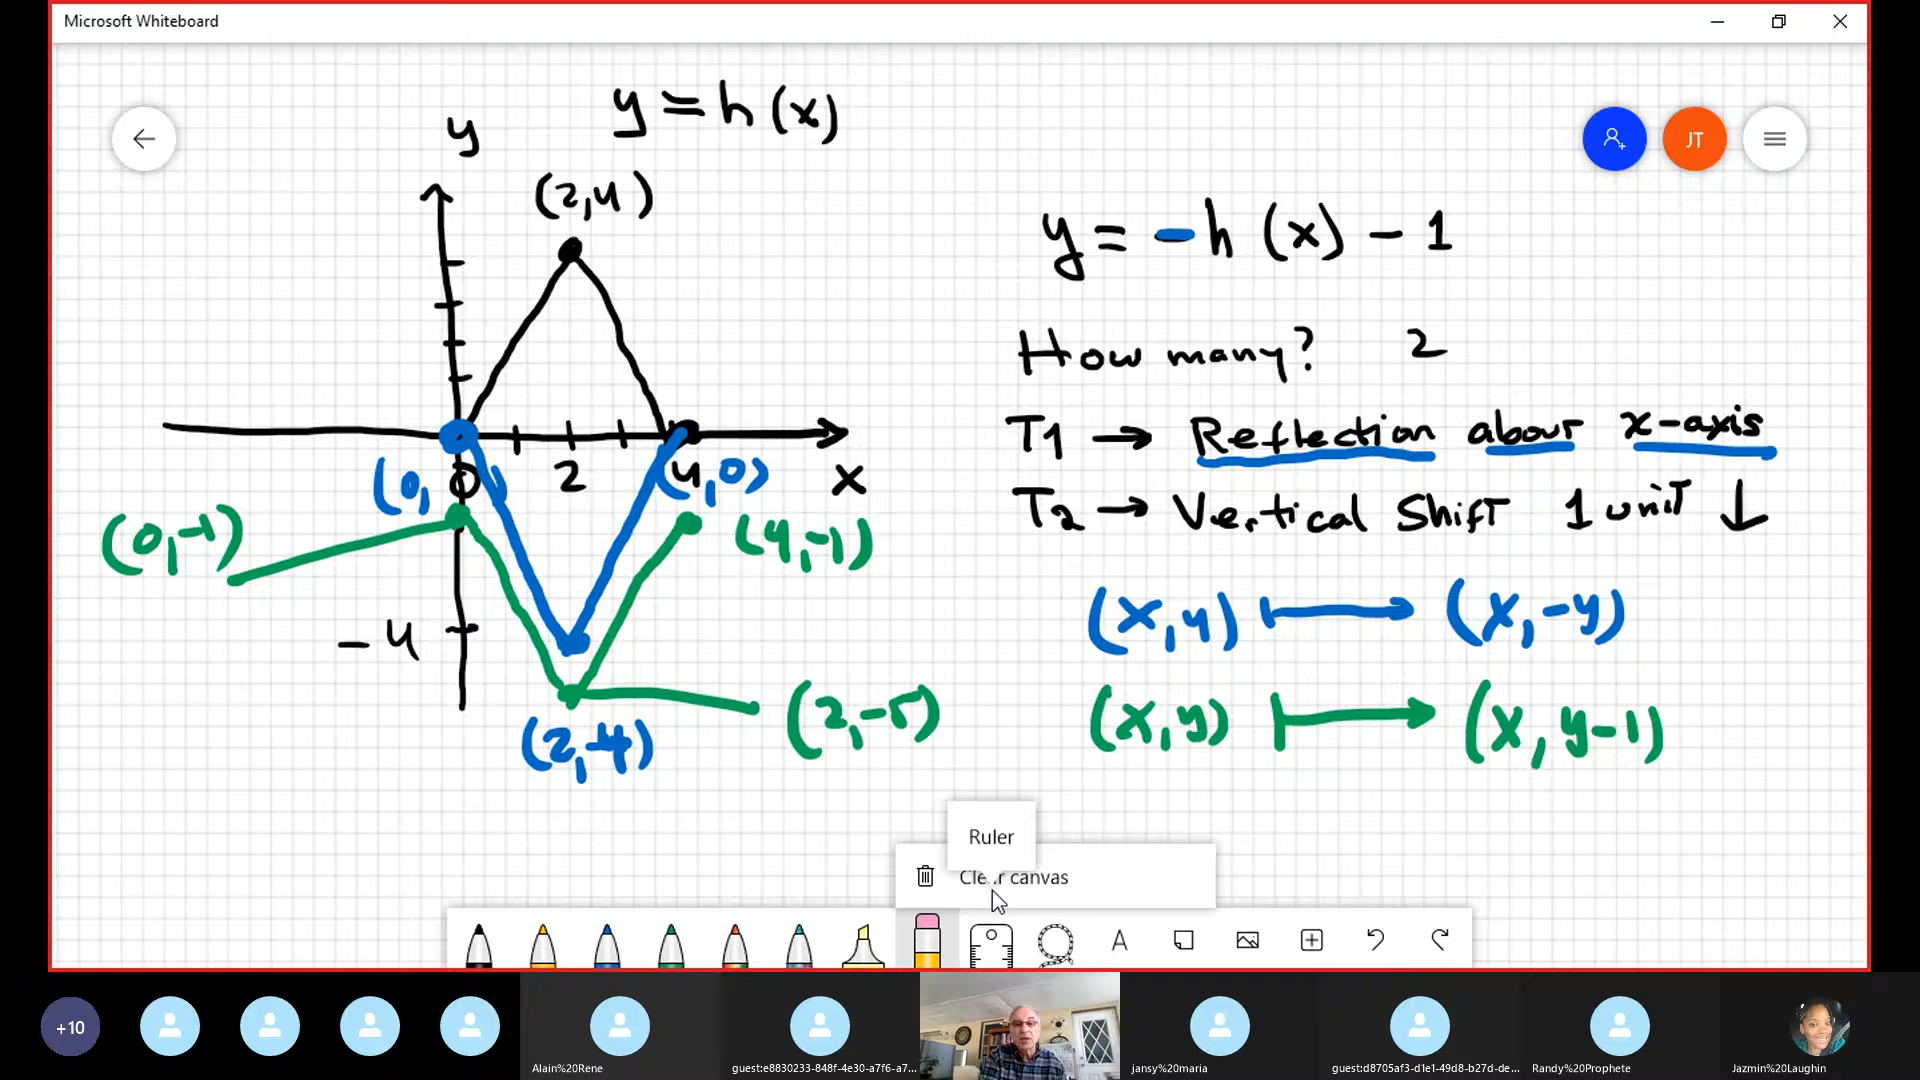 Microsoft Whiteboard
y = h (x)
y
(2,4)
JT
y = -h (x) - 1
How many? 2
T1 → Reflection about x-axis
T2 → Vertical Shift 1 unit ↓
(0, 0 2 (4,0) x
(0,-1) (4,-1)
(x,y) ↦ (x,-y)
-4
(x,y) ↦ (x, y-1)
(2,-5)
(2,-4)
Ruler
Clear canvas
+10
Alain%20Rene
guest:e8830233-848f-4e30-a7f6-a7...
jansy%20maria
guest:d8705af3-d1e1-49d8-b27d-de...
Randy%20Prophete
Jazmin%20Laughin